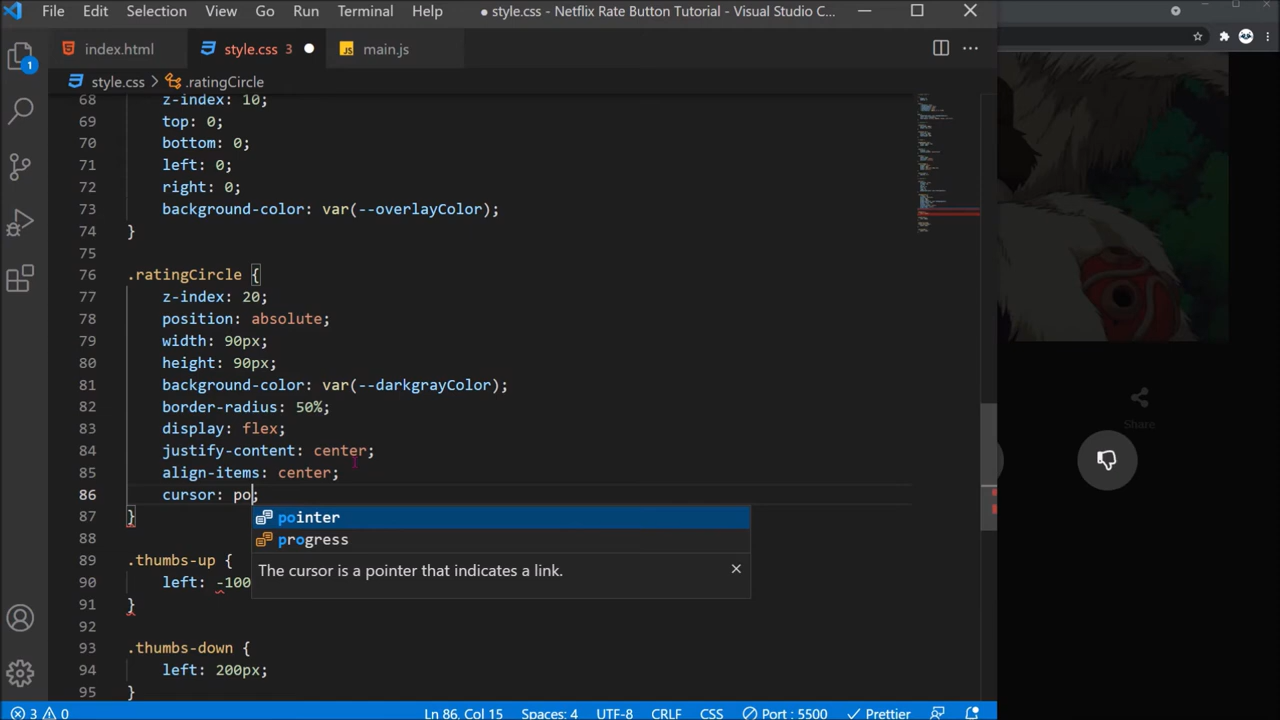 File Edit Selection View Go Run Terminal Help ● style.css - Netflix Rate Button Tutorial - Visual Studio C...
index.html style.css 3 JS main.js
style.css > .ratingCircle
1
68 z-index: 10;
69 top: 0;
70 bottom: 0;
71 left: 0;
72 right: 0;
73 background-color: var(--overlayColor);
74 }
75
76 .ratingCircle {
77 z-index: 20;
78 position: absolute;
79 width: 90px;
80 height: 90px;
81 background-color: var(--darkgrayColor);
82 border-radius: 50%;
83 display: flex;
84 justify-content: center;
85 align-items: center;
86 cursor: po;
87 }
pointer
88
progress
89 .thumbs-up {
The cursor is a pointer that indicates a link.
90 left: -100
91 }
92
93 .thumbs-down {
94 left: 200px;
95 }
Share
3 0 Ln 86, Col 15 Spaces: 4 UTF-8 CRLF CSS Port : 5500 Prettier